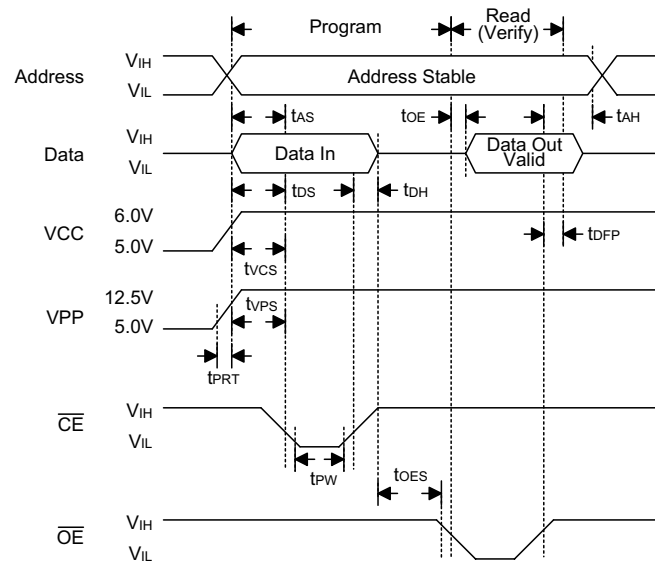 Program
Read
(Verify)
Address
VIH
VIL
Address Stable
tAS
tOE
tAH
Data
VIH
VIL
Data In
Data Out
Valid
tDS
tDH
VCC
6.0V
5.0V
tVCS
tDFP
VPP
12.5V
5.0V
tVPS
tPRT
CE
VIH
VIL
tPW
tOES
OE
VIH
VIL